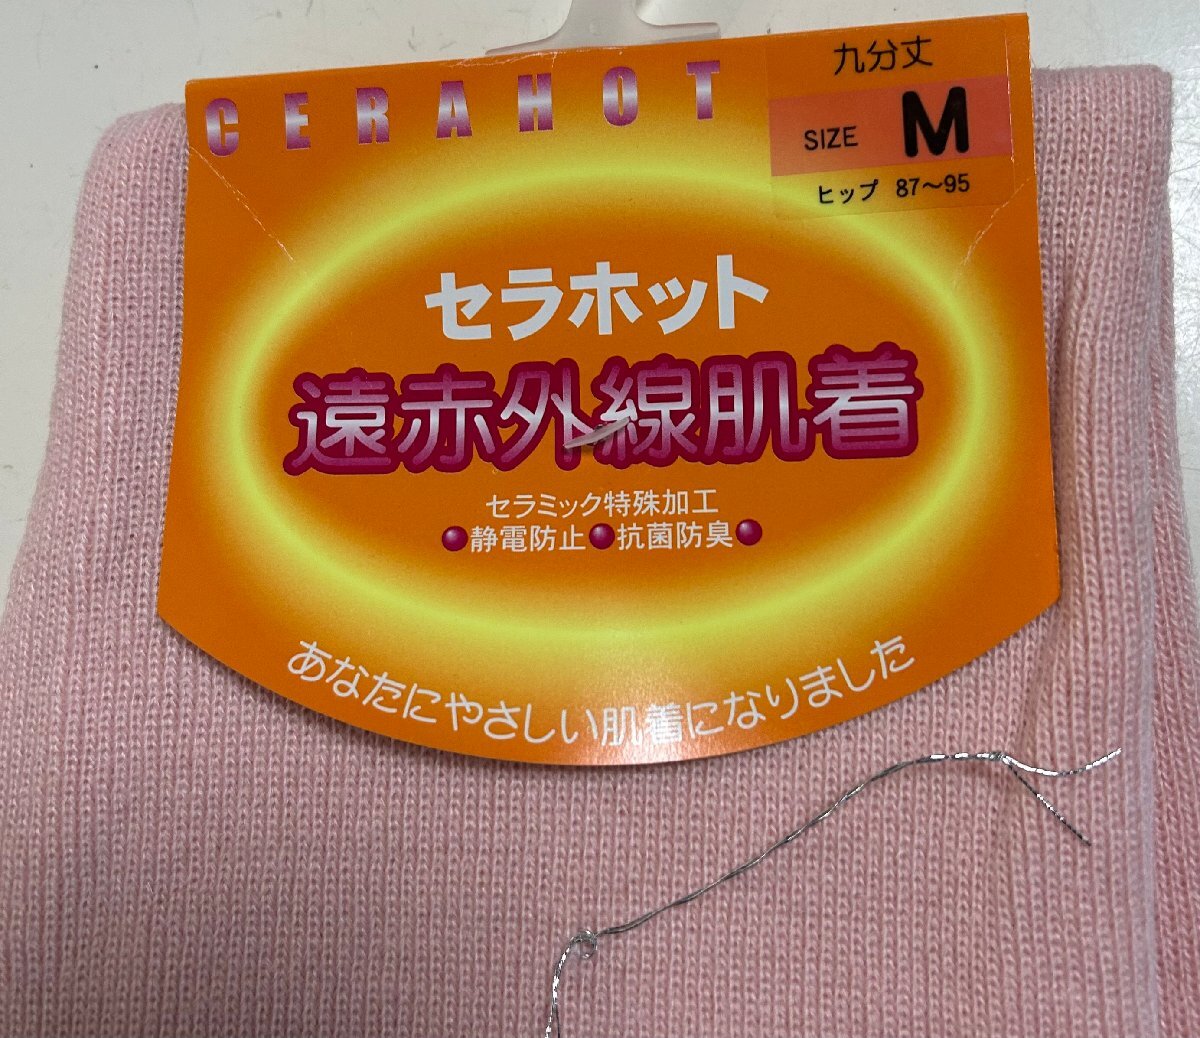 CERAHOT
九分丈
SIZE M
ヒップ 87～95
セラホット
遠赤外線肌着
セラミック特殊加工
●静電防止●抗菌防臭●
あなたにやさしい肌着になりました